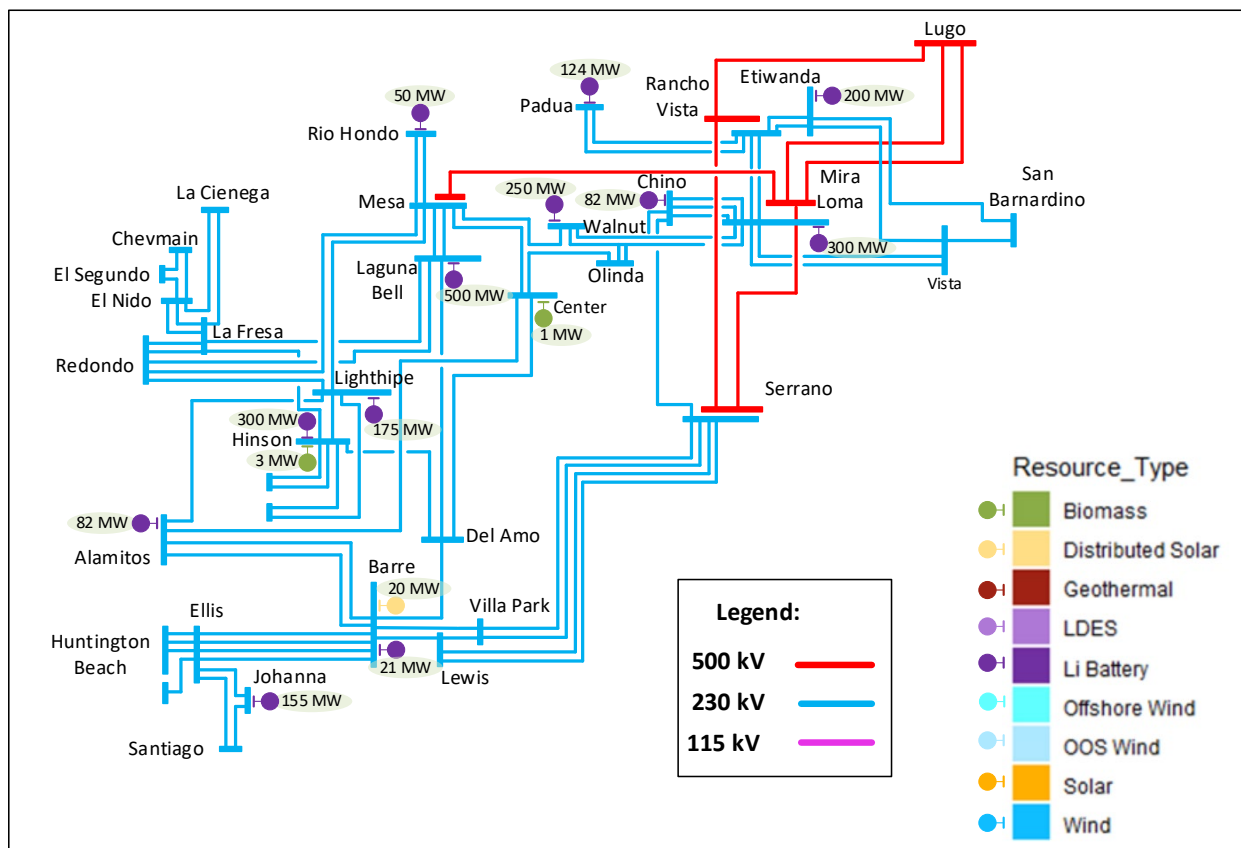 Lugo
124 MW
Rancho
Vista
Etiwanda
200 MW
Padua
50 MW
Rio Hondo
La Cienega
Mesa
250 MW
Chino
82 MW
Mira
Loma
San
Barnardino
Walnut
Chevmain
El Segundo
El Nido
Laguna
Bell
500 MW
Olinda
300 MW
Vista
Center
1 MW
La Fresa
Redondo
Lighthipe
175 MW
Serrano
300 MW
Hinson
3 MW
82 MW
Alamitos
Del Amo
Barre
20 MW
Ellis
Villa Park
Huntington
Beach
21 MW
Lewis
Johanna
155 MW
Santiago
Legend:
500 kV
230 kV
115 kV
Resource_Type
Biomass
Distributed Solar
Geothermal
LDES
Li Battery
Offshore Wind
OOS Wind
Solar
Wind